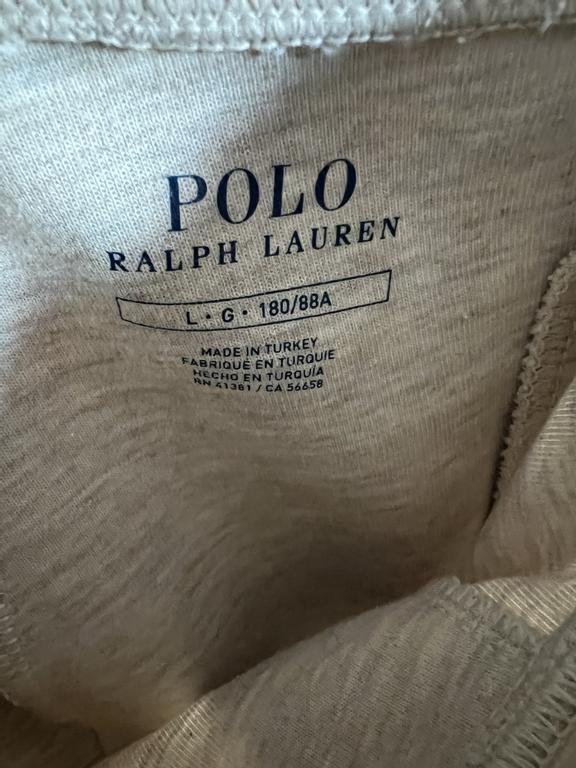 POLO
RALPH LAUREN
L • G • 180/88A
MADE IN TURKEY
FABRIQUÉ EN TURQUIE
HECHO EN TURQUÍA
RN 41381 / CA 56658